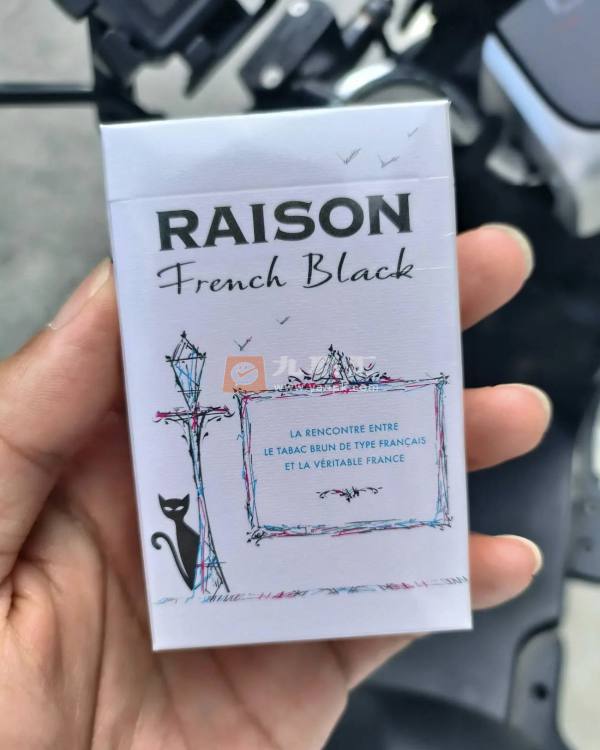 RAISON
French Black
LA RENCONTRE ENTRE
LE TABAC BRUN DE TYPE FRANÇAIS
ET LA VÉRITABLE FRANCE